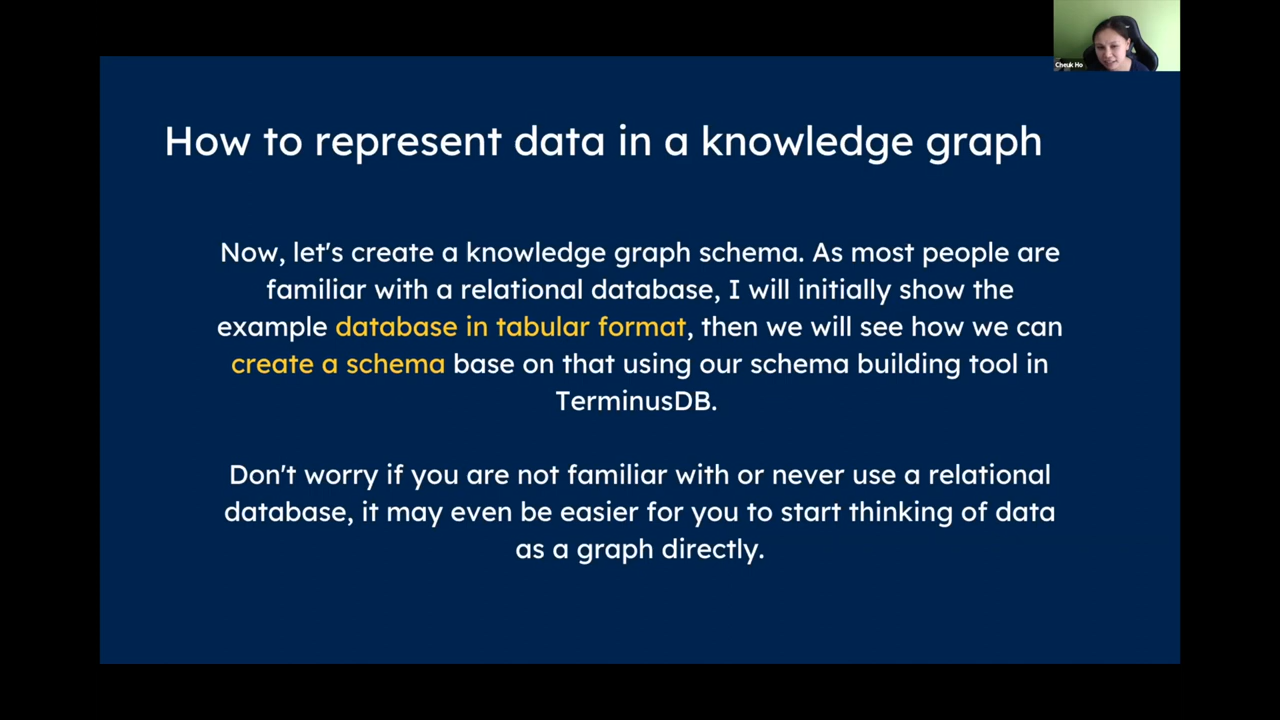 Cheuk Ho
How to represent data in a knowledge graph
Now, let's create a knowledge graph schema. As most people are
familiar with a relational database, I will initially show the
example database in tabular format, then we will see how we can
create a schema base on that using our schema building tool in
TerminusDB.
Don't worry if you are not familiar with or never use a relational
database, it may even be easier for you to start thinking of data
as a graph directly.